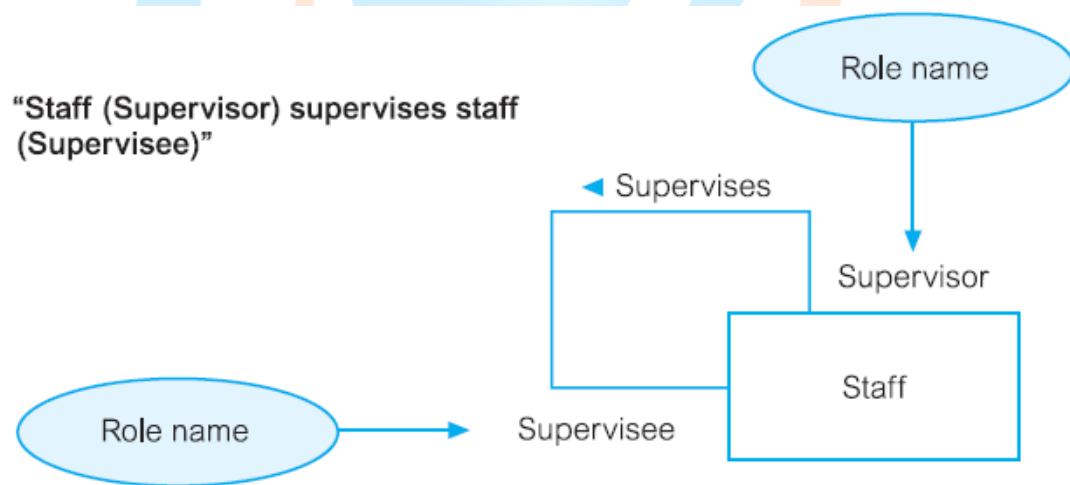 Role name
“Staff (Supervisor) supervises staff
(Supervisee)”
◄ Supervises
Supervisor
Staff
Role name
Supervisee